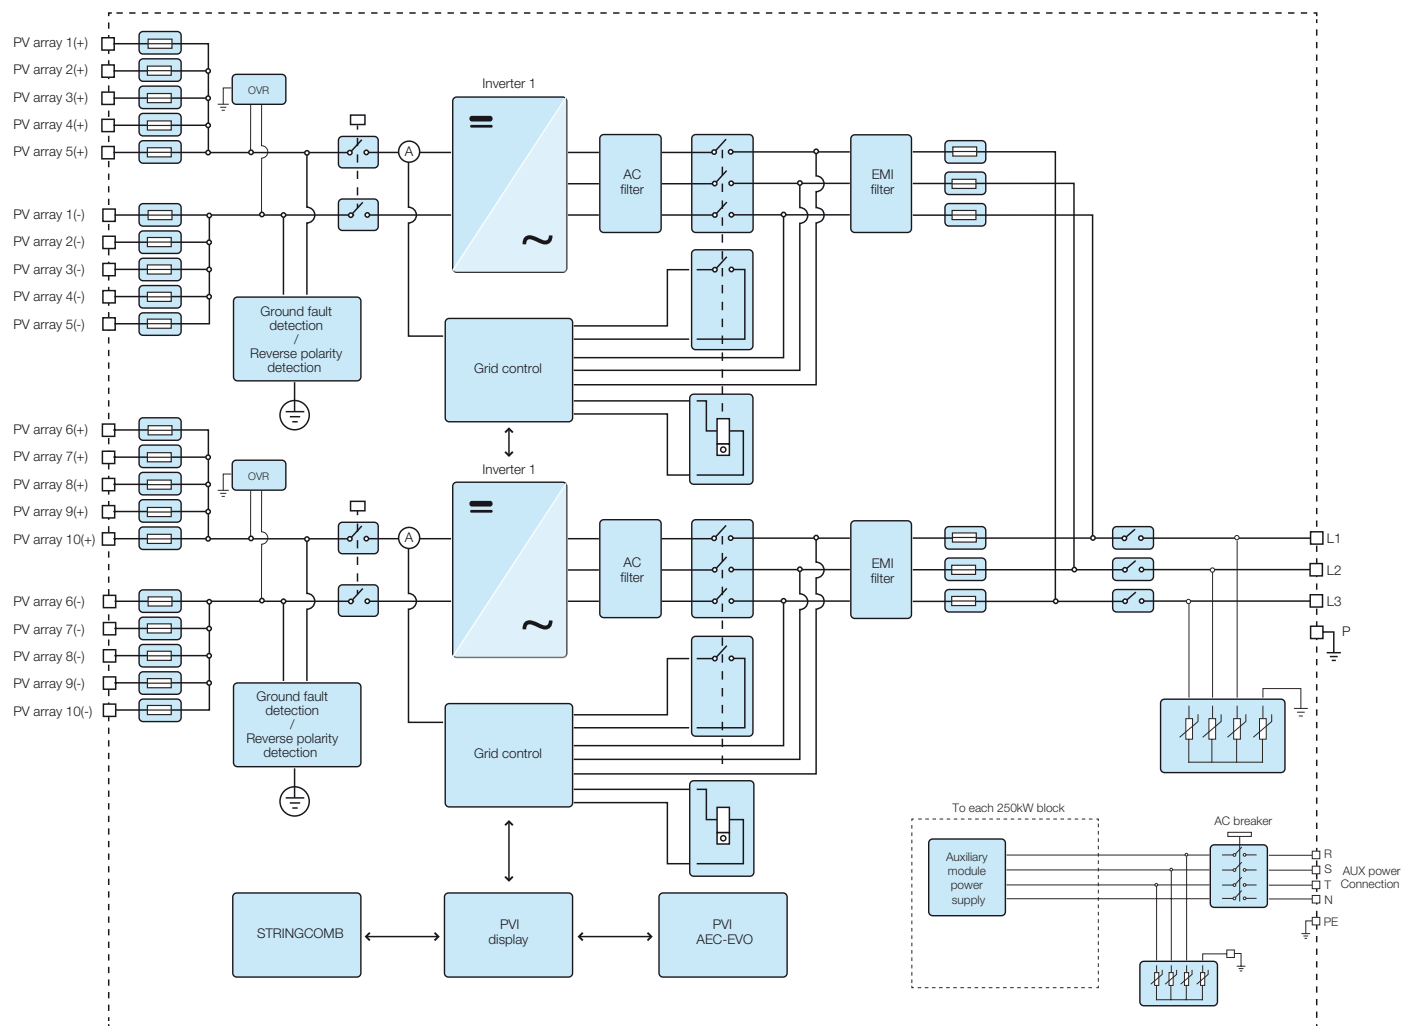 PV array 1(+)
PV array 2(+)
PV array 3(+)
PV array 4(+)
PV array 5(+)
PV array 1(-)
PV array 2(-)
PV array 3(-)
PV array 4(-)
PV array 5(-)
OVR
Ground fault
detection
/
Reverse polarity
detection
A
Inverter 1
AC
filter
EMI
filter
Grid control
PV array 6(+)
PV array 7(+)
PV array 8(+)
PV array 9(+)
PV array 10(+)
PV array 6(-)
PV array 7(-)
PV array 8(-)
PV array 9(-)
PV array 10(-)
OVR
Ground fault
detection
/
Reverse polarity
detection
A
Inverter 1
AC
filter
EMI
filter
Grid control
L1
L2
L3
P
STRINGCOMB
PVI
display
PVI
AEC-EVO
To each 250kW block
Auxiliary
module
power
supply
AC breaker
R
S
T
N
PE
AUX power
Connection